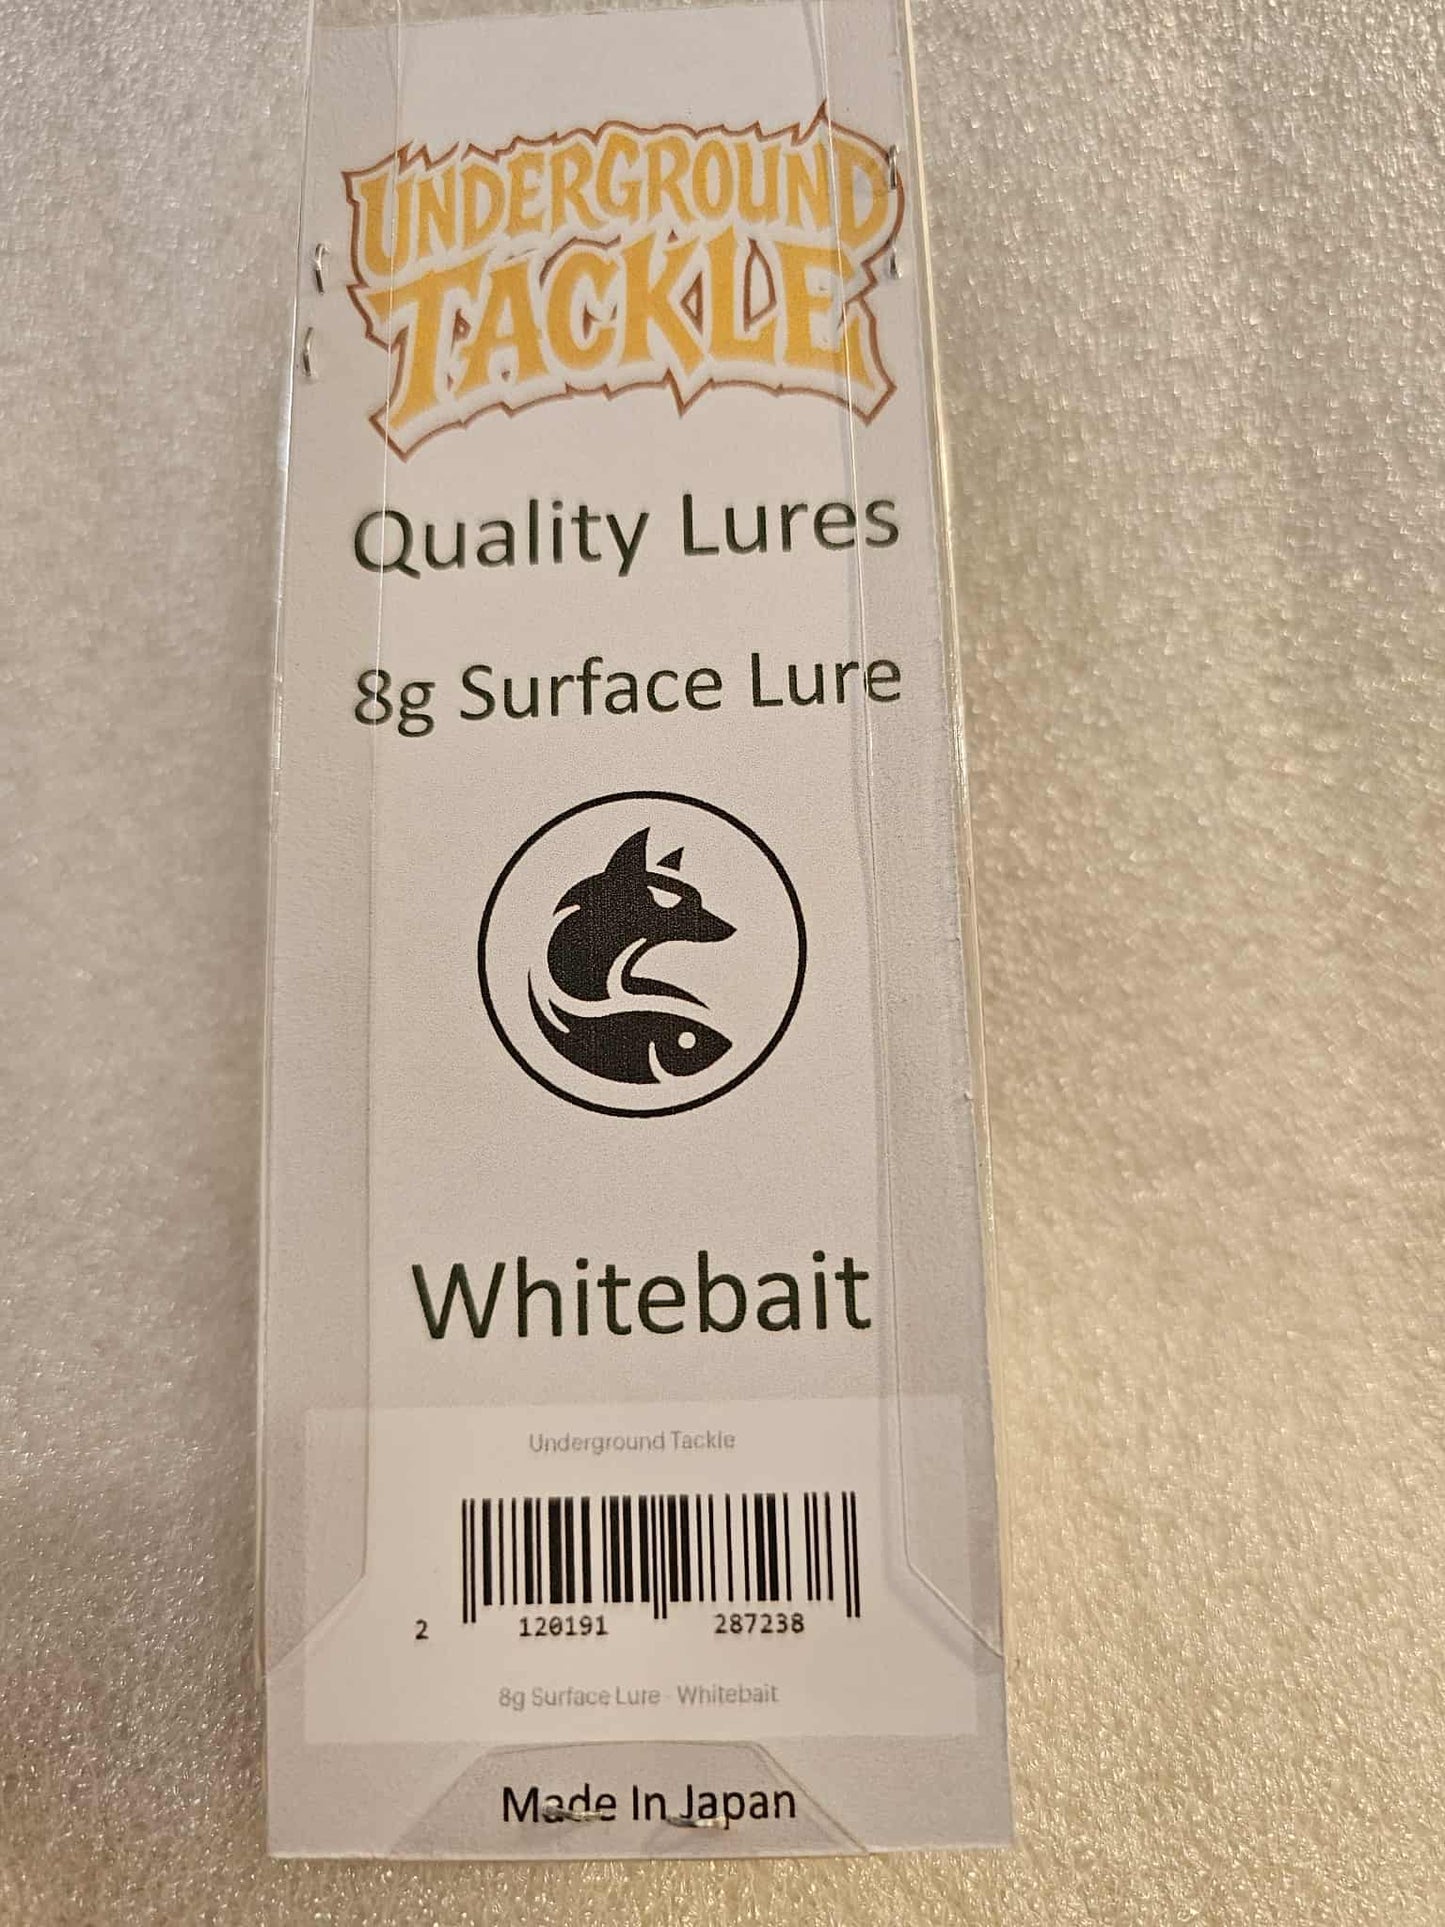 UNDERGROUND
TACKLE
Quality Lures
8g Surface Lure
Whitebait
Underground Tackle
2 120191 287238
8g Surface Lure - Whitebait
Made In Japan